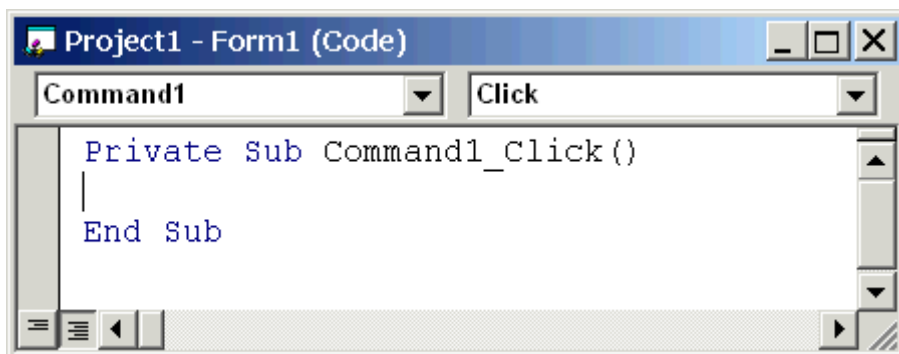 Project1 - Form1 (Code)
Command1 Click
Private Sub Command1_Click()
End Sub